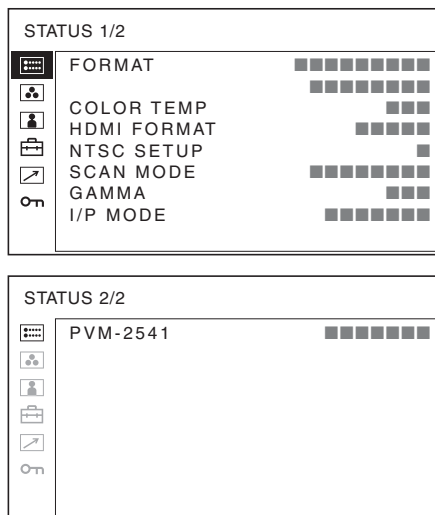 STATUS 1/2
FORMAT ■■■■■■■■■
■■■■■■■■
COLOR TEMP ■■■
HDMI FORMAT ■■■■■
NTSC SETUP ■
SCAN MODE ■■■■■■■■
GAMMA ■■■
I/P MODE ■■■■■■■
STATUS 2/2
PVM-2541 ■■■■■■■